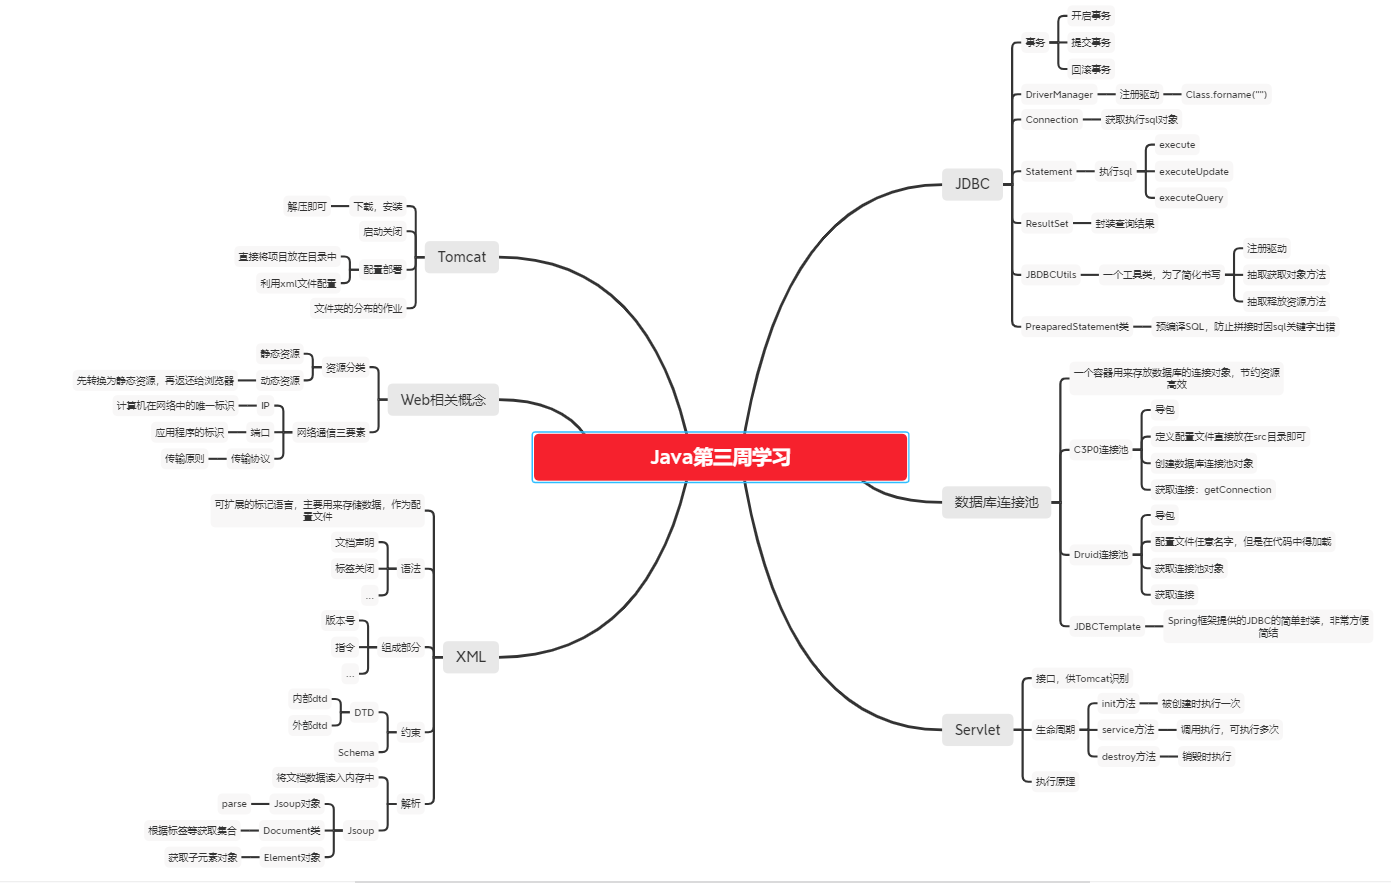 Java第三周学习
JDBC
事务
开启事务
提交事务
回滚事务
DriverManager
注册驱动
Class.forname("")
Connection
获取执行sql对象
Statement
执行sql
execute
executeUpdate
executeQuery
ResultSet
封装查询结果
JBDBCUtils
一个工具类，为了简化书写
注册驱动
抽取获取对象方法
抽取释放资源方法
PreaparedStatement类
预编译SQL，防止拼接时因sql关键字出错
数据库连接池
一个容器用来存放数据库的连接对象，节约资源
高效
C3P0连接池
导包
定义配置文件直接放在src目录即可
创建数据库连接池对象
获取连接：getConnection
Druid连接池
导包
配置文件任意名字，但是在代码中得加载
获取连接池对象
获取连接
JDBCTemplate
Spring框架提供的JDBC的简单封装，非常方便
简结
Servlet
接口，供Tomcat识别
生命周期
init方法
被创建时执行一次
service方法
调用执行，可执行多次
destroy方法
销毁时执行
执行原理
Tomcat
下载，安装
解压即可
启动关闭
配置部署
直接将项目放在目录中
利用xml文件配置
文件夹的分布的作业
Web相关概念
资源分类
静态资源
动态资源
先转换为静态资源，再返还给浏览器
网络通信三要素
IP
计算机在网络中的唯一标识
端口
应用程序的标识
传输协议
传输原则
XML
可扩展的标记语言，主要用来存储数据，作为配
置文件
语法
文档声明
标签关闭
...
组成部分
版本号
指令
...
约束
DTD
内部dtd
外部dtd
Schema
解析
将文档数据读入内存中
Jsoup
Jsoup对象
parse
Document类
根据标签等获取集合
Element对象
获取子元素对象